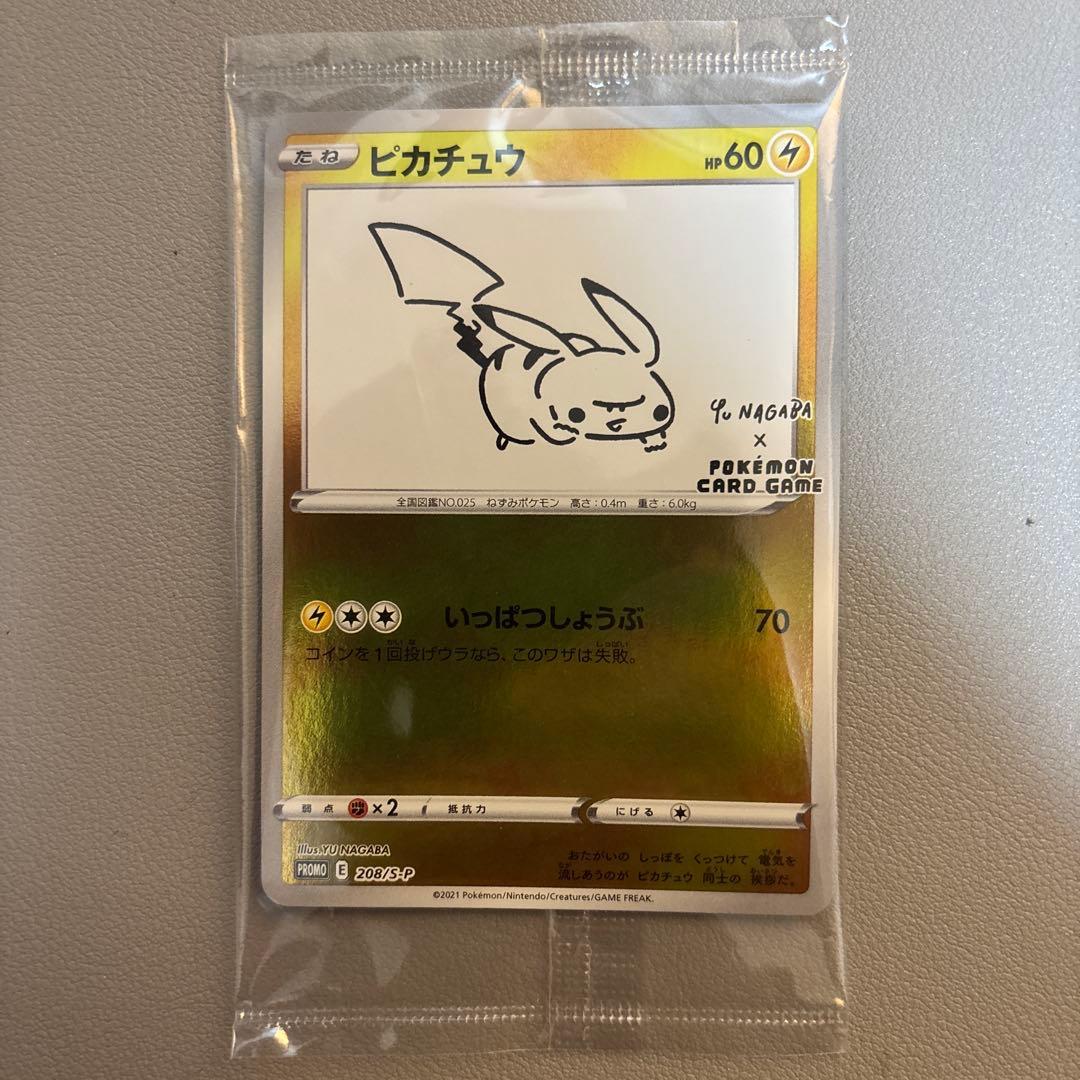 たね ピカチュウ HP60
Yu NAGABA
×
POKÉMON
CARD GAME
全国図鑑NO.025 ねずみポケモン 高さ:0.4m 重さ:6.0kg
いっぱつしょうぶ 70
コインを1回投げウラなら、このワザは失敗。
弱点 ×2 抵抗力 にげる
Illus. YU NAGABA
PROMO E 208/S-P
おたがいの しっぽを くっつけて 電気を
流しあうのが ピカチュウ 同士の 挨拶だ。
©2021 Pokémon/Nintendo/Creatures/GAME FREAK.